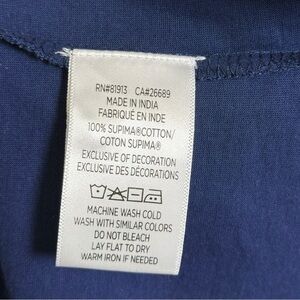 RN#81913 CA#26689
MADE IN INDIA
FABRIQUÉ EN INDE
100% SUPIMA®COTTON/
COTON SUPIMA®
EXCLUSIVE OF DECORATION
EXCLUSIVE DES DÉCORATIONS
MACHINE WASH COLD
WASH WITH SIMILAR COLORS
DO NOT BLEACH
LAY FLAT TO DRY
WARM IRON IF NEEDED